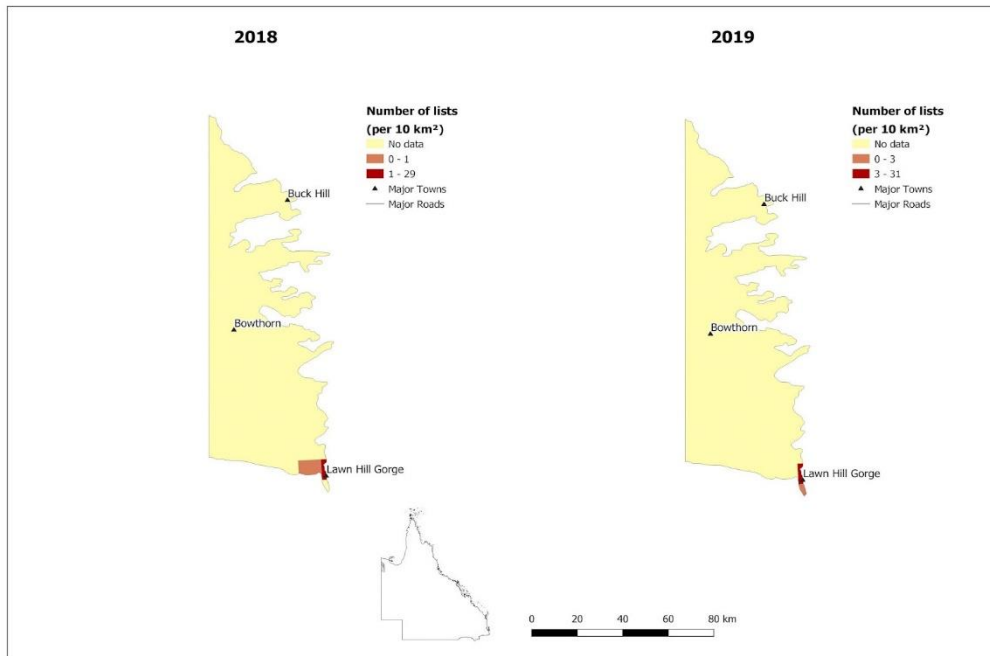 2018
Number of lists
(per 10 km²)
No data
0 - 1
1 - 29
Major Towns
Major Roads
Buck Hill
Bowthorn
Lawn Hill Gorge
2019
Number of lists
(per 10 km²)
No data
0 - 3
3 - 31
Major Towns
Major Roads
Buck Hill
Bowthorn
Lawn Hill Gorge
0 20 40 60 80 km